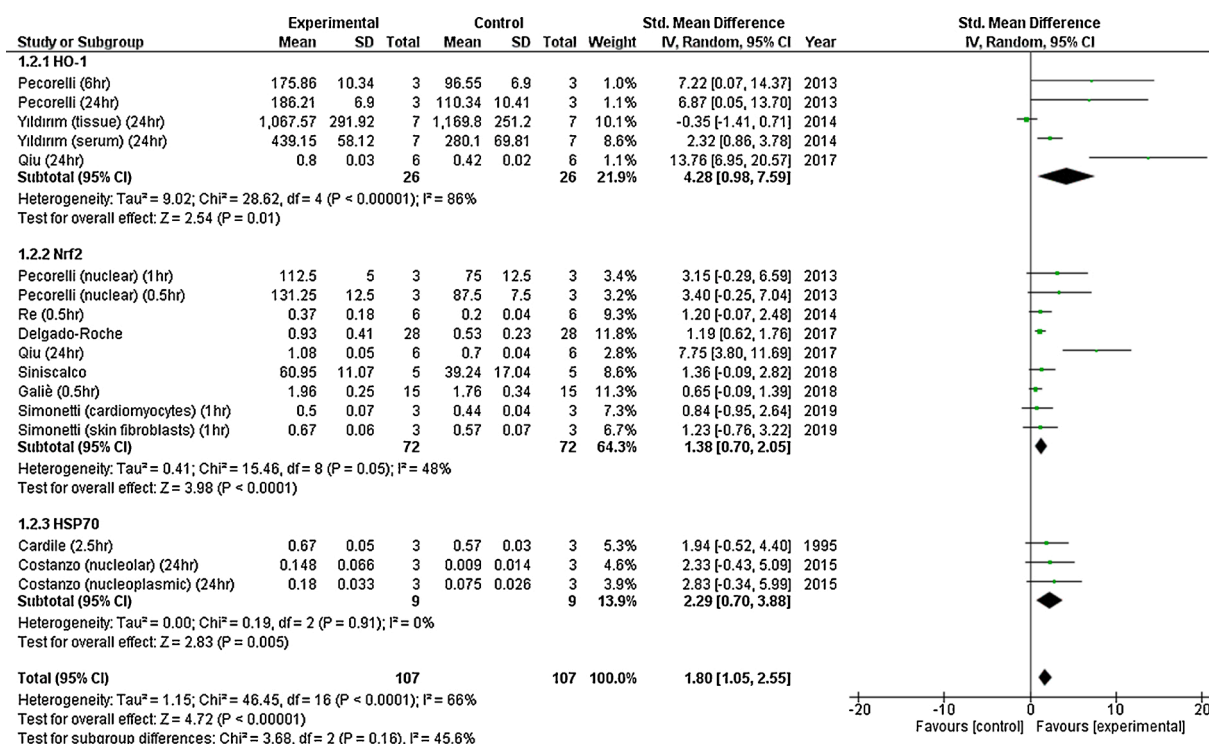 Experimental Control Std. Mean Difference Std. Mean Difference
Study or Subgroup Mean SD Total Mean SD Total Weight IV, Random, 95% CI Year IV, Random, 95% CI
1.2.1 HO-1
Pecorelli (6hr) 175.86 10.34 3 96.55 6.9 3 1.0% 7.22 [0.07, 14.37] 2013
Pecorelli (24hr) 186.21 6.9 3 110.34 10.41 3 1.1% 6.87 [0.05, 13.70] 2013
Yıldırım (tissue) (24hr) 1,067.57 291.92 7 1,169.8 251.2 7 10.1% -0.35 [-1.41, 0.71] 2014
Yıldırım (serum) (24hr) 439.15 58.12 7 280.1 69.81 7 8.6% 2.32 [0.86, 3.78] 2014
Qiu (24hr) 0.8 0.03 6 0.42 0.02 6 1.1% 13.76 [6.95, 20.57] 2017
Subtotal (95% CI) 26 26 21.9% 4.28 [0.98, 7.59]
Heterogeneity: Tau² = 9.02; Chi² = 28.62, df = 4 (P < 0.00001); I² = 86%
Test for overall effect: Z = 2.54 (P = 0.01)
1.2.2 Nrf2
Pecorelli (nuclear) (1hr) 112.5 5 3 75 12.5 3 3.4% 3.15 [-0.29, 6.59] 2013
Pecorelli (nuclear) (0.5hr) 131.25 12.5 3 87.5 7.5 3 3.2% 3.40 [-0.25, 7.04] 2013
Re (0.5hr) 0.37 0.18 6 0.2 0.04 6 9.3% 1.20 [-0.07, 2.48] 2014
Delgado-Roche 0.93 0.41 28 0.53 0.23 28 11.8% 1.19 [0.62, 1.76] 2017
Qiu (24hr) 1.08 0.05 6 0.7 0.04 6 2.8% 7.75 [3.80, 11.69] 2017
Siniscalco 60.95 11.07 5 39.24 17.04 5 8.6% 1.36 [-0.09, 2.82] 2018
Galiè (0.5hr) 1.96 0.25 15 1.76 0.34 15 11.3% 0.65 [-0.09, 1.39] 2018
Simonetti (cardiomyocytes) (1hr) 0.5 0.07 3 0.44 0.04 3 7.3% 0.84 [-0.95, 2.64] 2019
Simonetti (skin fibroblasts) (1hr) 0.67 0.06 3 0.57 0.07 3 6.7% 1.23 [-0.76, 3.22] 2019
Subtotal (95% CI) 72 72 64.3% 1.38 [0.70, 2.05]
Heterogeneity: Tau² = 0.41; Chi² = 15.46, df = 8 (P = 0.05); I² = 48%
Test for overall effect: Z = 3.98 (P < 0.0001)
1.2.3 HSP70
Cardile (2.5hr) 0.67 0.05 3 0.57 0.03 3 5.3% 1.94 [-0.52, 4.40] 1995
Costanzo (nucleolar) (24hr) 0.148 0.066 3 0.009 0.014 3 4.6% 2.33 [-0.43, 5.09] 2015
Costanzo (nucleoplasmic) (24hr) 0.18 0.033 3 0.075 0.026 3 3.9% 2.83 [-0.34, 5.99] 2015
Subtotal (95% CI) 9 9 13.9% 2.29 [0.70, 3.88]
Heterogeneity: Tau² = 0.00; Chi² = 0.19, df = 2 (P = 0.91); I² = 0%
Test for overall effect: Z = 2.83 (P = 0.005)
Total (95% CI) 107 107 100.0% 1.80 [1.05, 2.55]
Heterogeneity: Tau² = 1.15; Chi² = 46.45, df = 16 (P < 0.0001); I² = 66%
Test for overall effect: Z = 4.72 (P < 0.00001)
Test for subgroup differences: Chi² = 3.68, df = 2 (P = 0.16), I² = 45.6%
-20 -10 0 10 20
Favours [control] Favours [experimental]